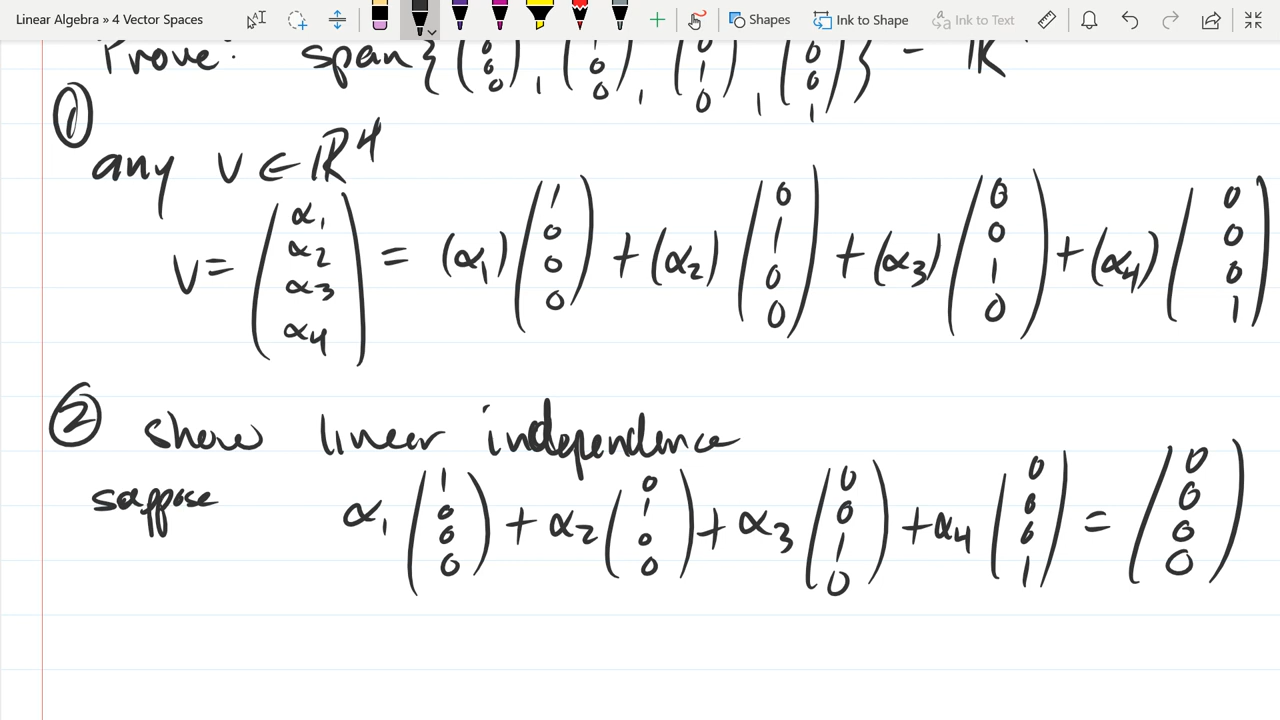 Linear Algebra » 4 Vector Spaces Shapes Ink to Shape Ink to Text
Prove: span{(0 0 0), (1 0 0), (0 1 0), (0 0 1)} = ℝ
①
any v ∈ ℝ⁴
v = (α₁ α₂ α₃ α₄) = (α₁)(1 0 0 0) + (α₂)(0 1 0 0) + (α₃)(0 0 1 0) + (α₄)(0 0 0 1)
② show linear independence
suppose α₁(1 0 0 0) + α₂(0 1 0 0) + α₃(0 0 1 0) + α₄(0 0 0 1) = (0 0 0 0)